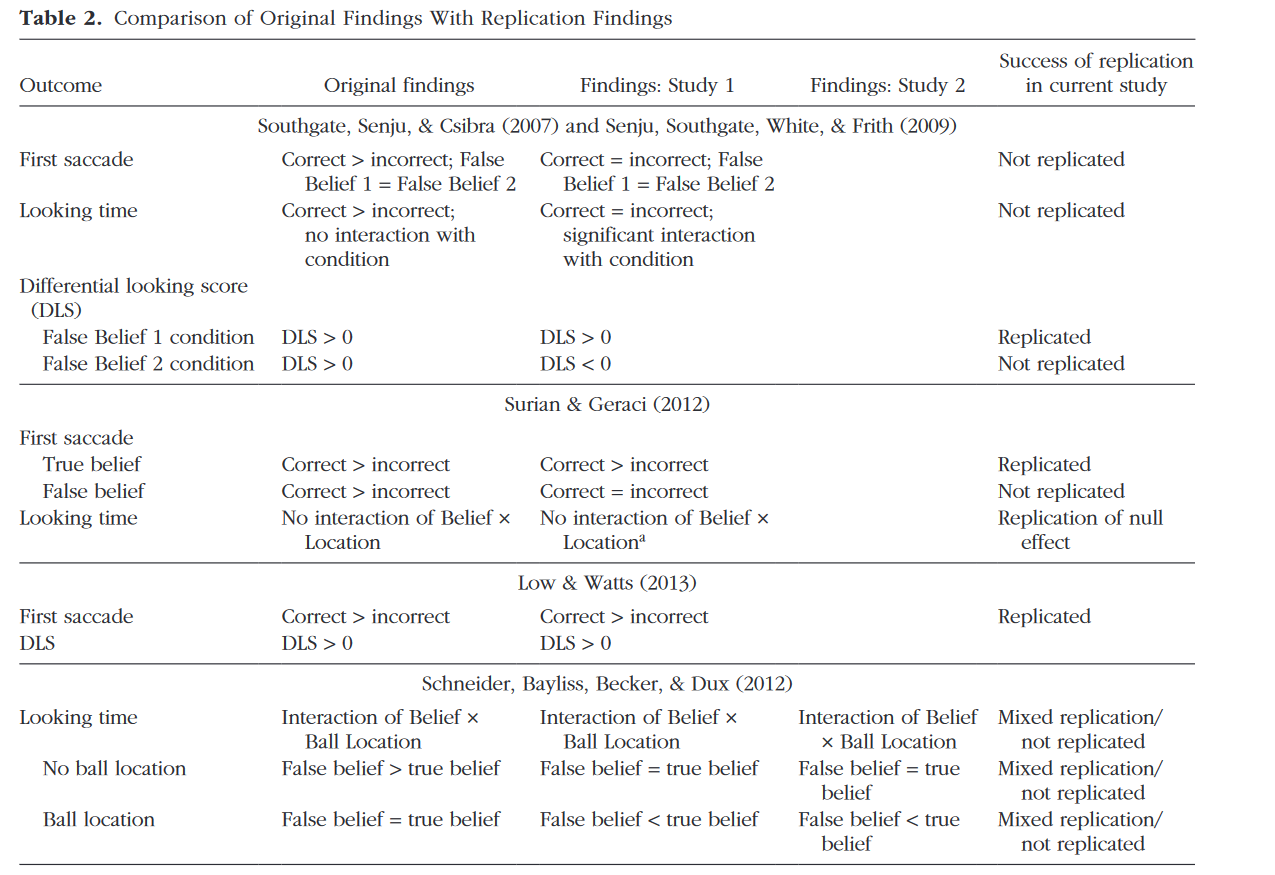 Table 2. Comparison of Original Findings With Replication Findings
Success of replication
Outcome Original findings Findings: Study 1 Findings: Study 2 in current study
Southgate, Senju, & Csibra (2007) and Senju, Southgate, White, & Frith (2009)
First saccade Correct > incorrect; False Correct = incorrect; False Not replicated
Belief 1 = False Belief 2 Belief 1 = False Belief 2
Looking time Correct > incorrect; Correct = incorrect; Not replicated
no interaction with significant interaction
condition with condition
Differential looking score
(DLS)
False Belief 1 condition DLS > 0 DLS > 0 Replicated
False Belief 2 condition DLS > 0 DLS < 0 Not replicated
Surian & Geraci (2012)
First saccade
True belief Correct > incorrect Correct > incorrect Replicated
False belief Correct > incorrect Correct = incorrect Not replicated
Looking time No interaction of Belief × No interaction of Belief × Replication of null
Location Locationᵃ effect
Low & Watts (2013)
First saccade Correct > incorrect Correct > incorrect Replicated
DLS DLS > 0 DLS > 0
Schneider, Bayliss, Becker, & Dux (2012)
Looking time Interaction of Belief × Interaction of Belief × Interaction of Belief Mixed replication/
Ball Location Ball Location × Ball Location not replicated
No ball location False belief > true belief False belief = true belief False belief = true Mixed replication/
belief not replicated
Ball location False belief = true belief False belief < true belief False belief < true Mixed replication/
belief not replicated